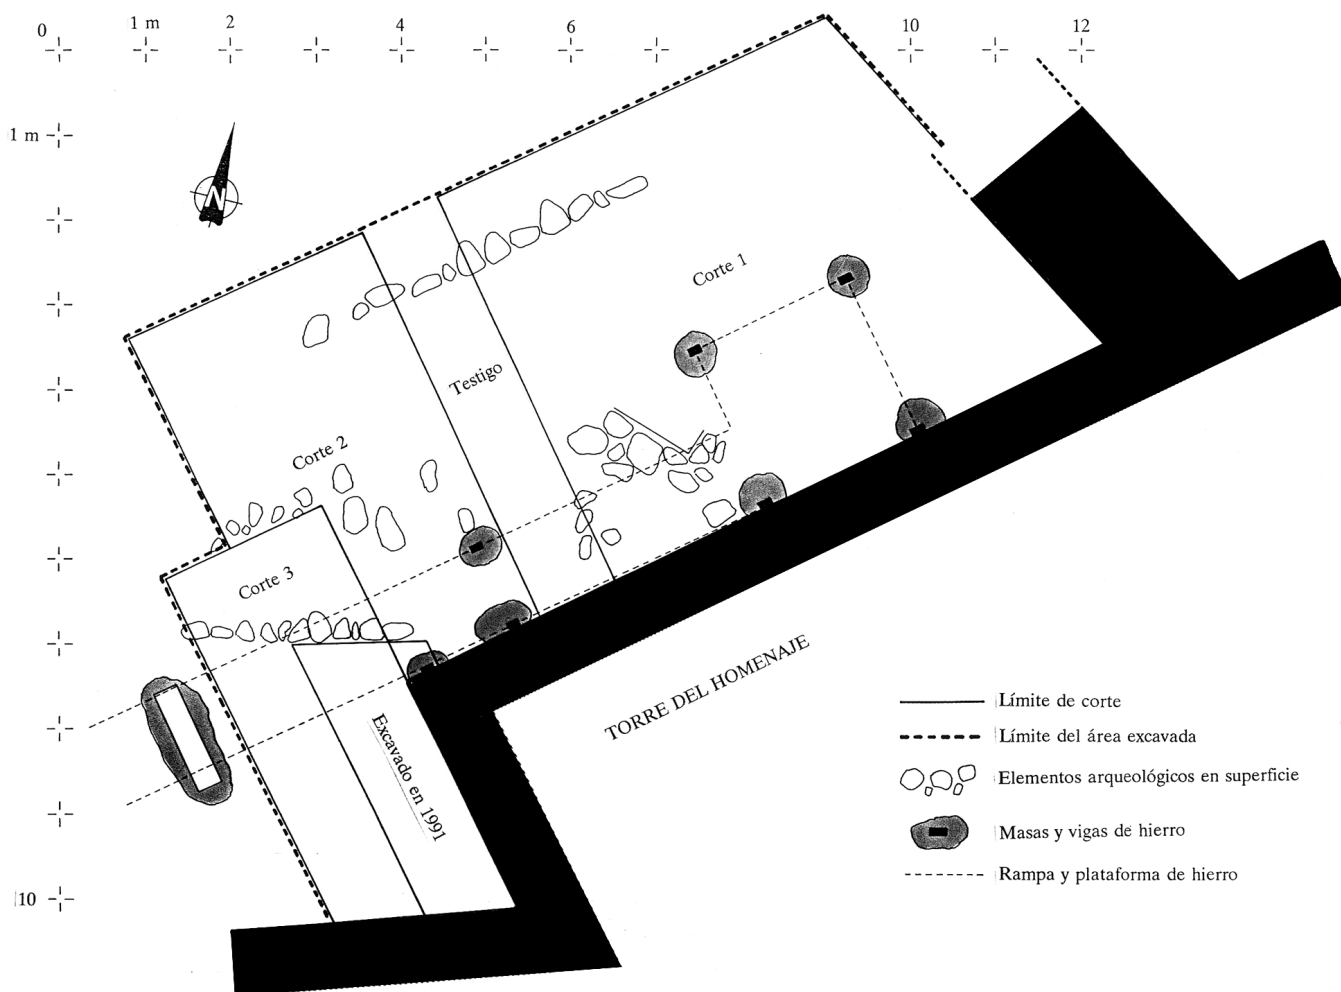 0 1 m 2 4 6 10 12
1 m
N
Corte 1
Testigo
Corte 2
Corte 3
Excavado en 1991
TORRE DEL HOMENAJE
10
Límite de corte
Límite del área excavada
Elementos arqueológicos en superficie
Masas y vigas de hierro
Rampa y plataforma de hierro